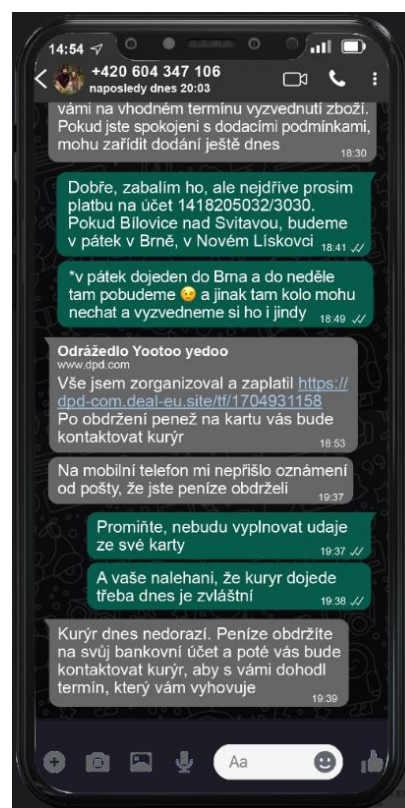 14:54
+420 604 347 106
naposledy dnes 20:03
vámi na vhodném termínu vyzvednutí zboží.
Pokud jste spokojeni s dodacími podmínkami,
mohu zařídit dodání ještě dnes
18:30
Dobře, zabalím ho, ale nejdříve prosim
platbu na účet 1418205032/3030.
Pokud Bílovice nad Svitavou, budeme
v pátek v Brně, v Novém Lískovci
18:41
*v pátek dojeden do Brna a do neděle
tam pobudeme 😉 a jinak tam kolo mohu
nechat a vyzvedneme si ho i jindy
18:49
Odrážedlo Yootoo yedoo
www.dpd.com
Vše jsem zorganizoval a zaplatil https://
dpd-com.deal-eu.site/tf/1704931158
Po obdržení penež na kartu vás bude
kontaktovat kurýr
18:53
Na mobilní telefon mi nepřišlo oznámení
od pošty, že jste peníze obdrželi
19:37
Promiňte, nebudu vyplnovat udaje
ze své karty
19:37
A vaše nalehani, že kuryr dojede
třeba dnes je zvláštní
19:38
Kurýr dnes nedorazí. Peníze obdržíte
na svůj bankovní účet a poté vás bude
kontaktovat kurýr, aby s vámi dohodl
termín, který vám vyhovuje
19:39
Aa